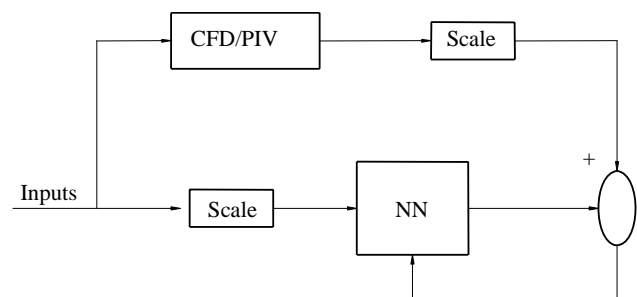 CFD/PIV
Scale
+
Inputs
Scale
NN